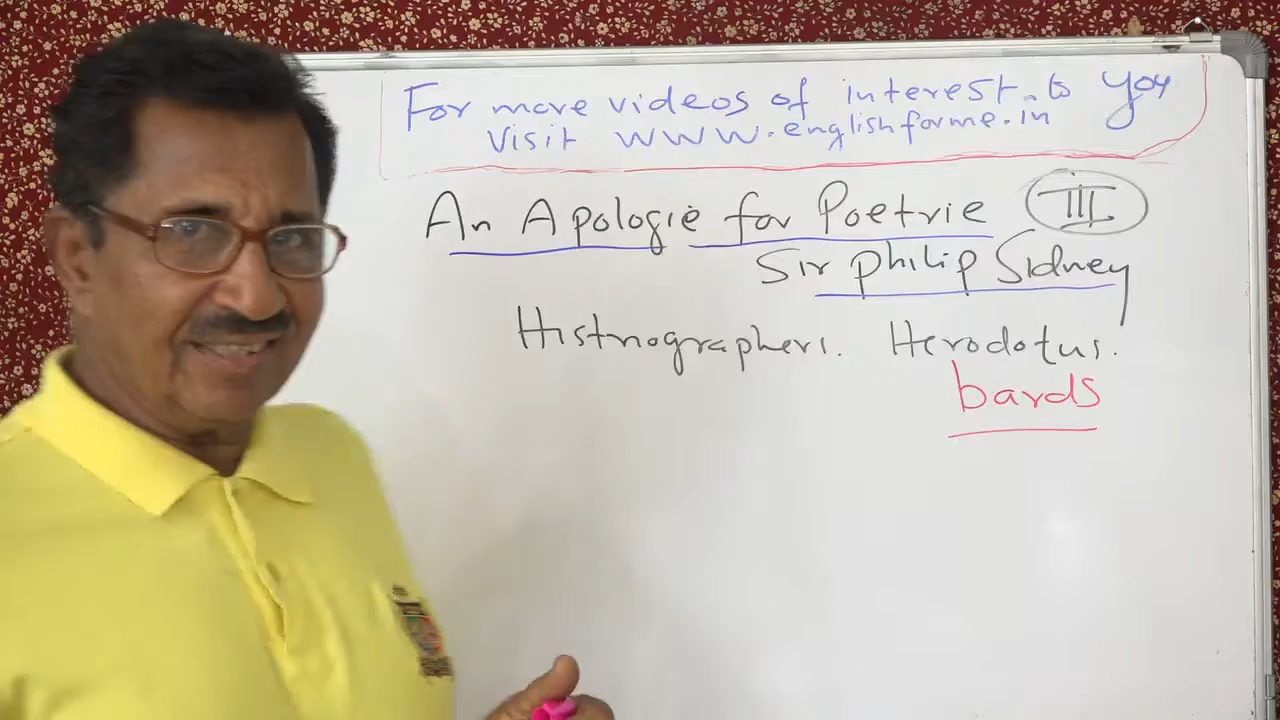 For more videos of interest to you
visit www.englishforme.in
An Apologie for Poetrie III
Sir Philip Sidney
Histriographers. Herodotus.
bards